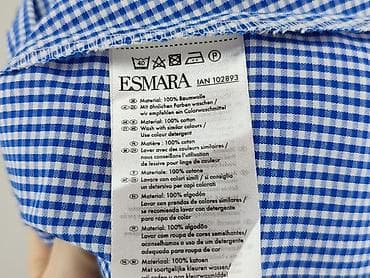 ESMARA IAN 102893
Material: 100% Baumwolle
Mit ähnlichen Farben waschen /
wir empfehlen ein Colorwaschmittel
Material: 100% cotton
Wash with similar colours /
Use colour detergent
Matière: 100% coton
Laver avec des couleurs similaires /
nous conseillons l'utilisation
de lessive pour linge de couleur
Materiale: 100% cotone
Lavare con colori simili / si consiglia
un detersivo per capi colorati
Material: 100% algodón
Lavar con prendas de colores similares /
se recomienda lavar con detergente
para ropa de color
Material: 100% algodão
Lavar com roupa de cores semelhantes/
aconselhamos o uso de um detergente
para roupa de cor
Materiaal: 100% katoen
Met soortgelijke kleuren wassen